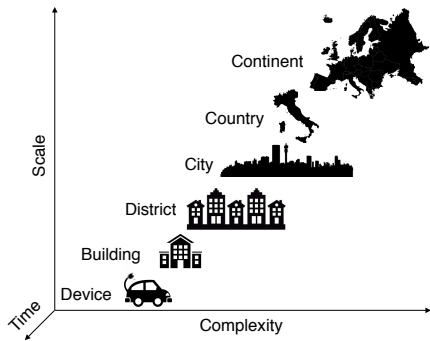 Continent
Country
City
District
Building
Device
Scale
Time
Complexity